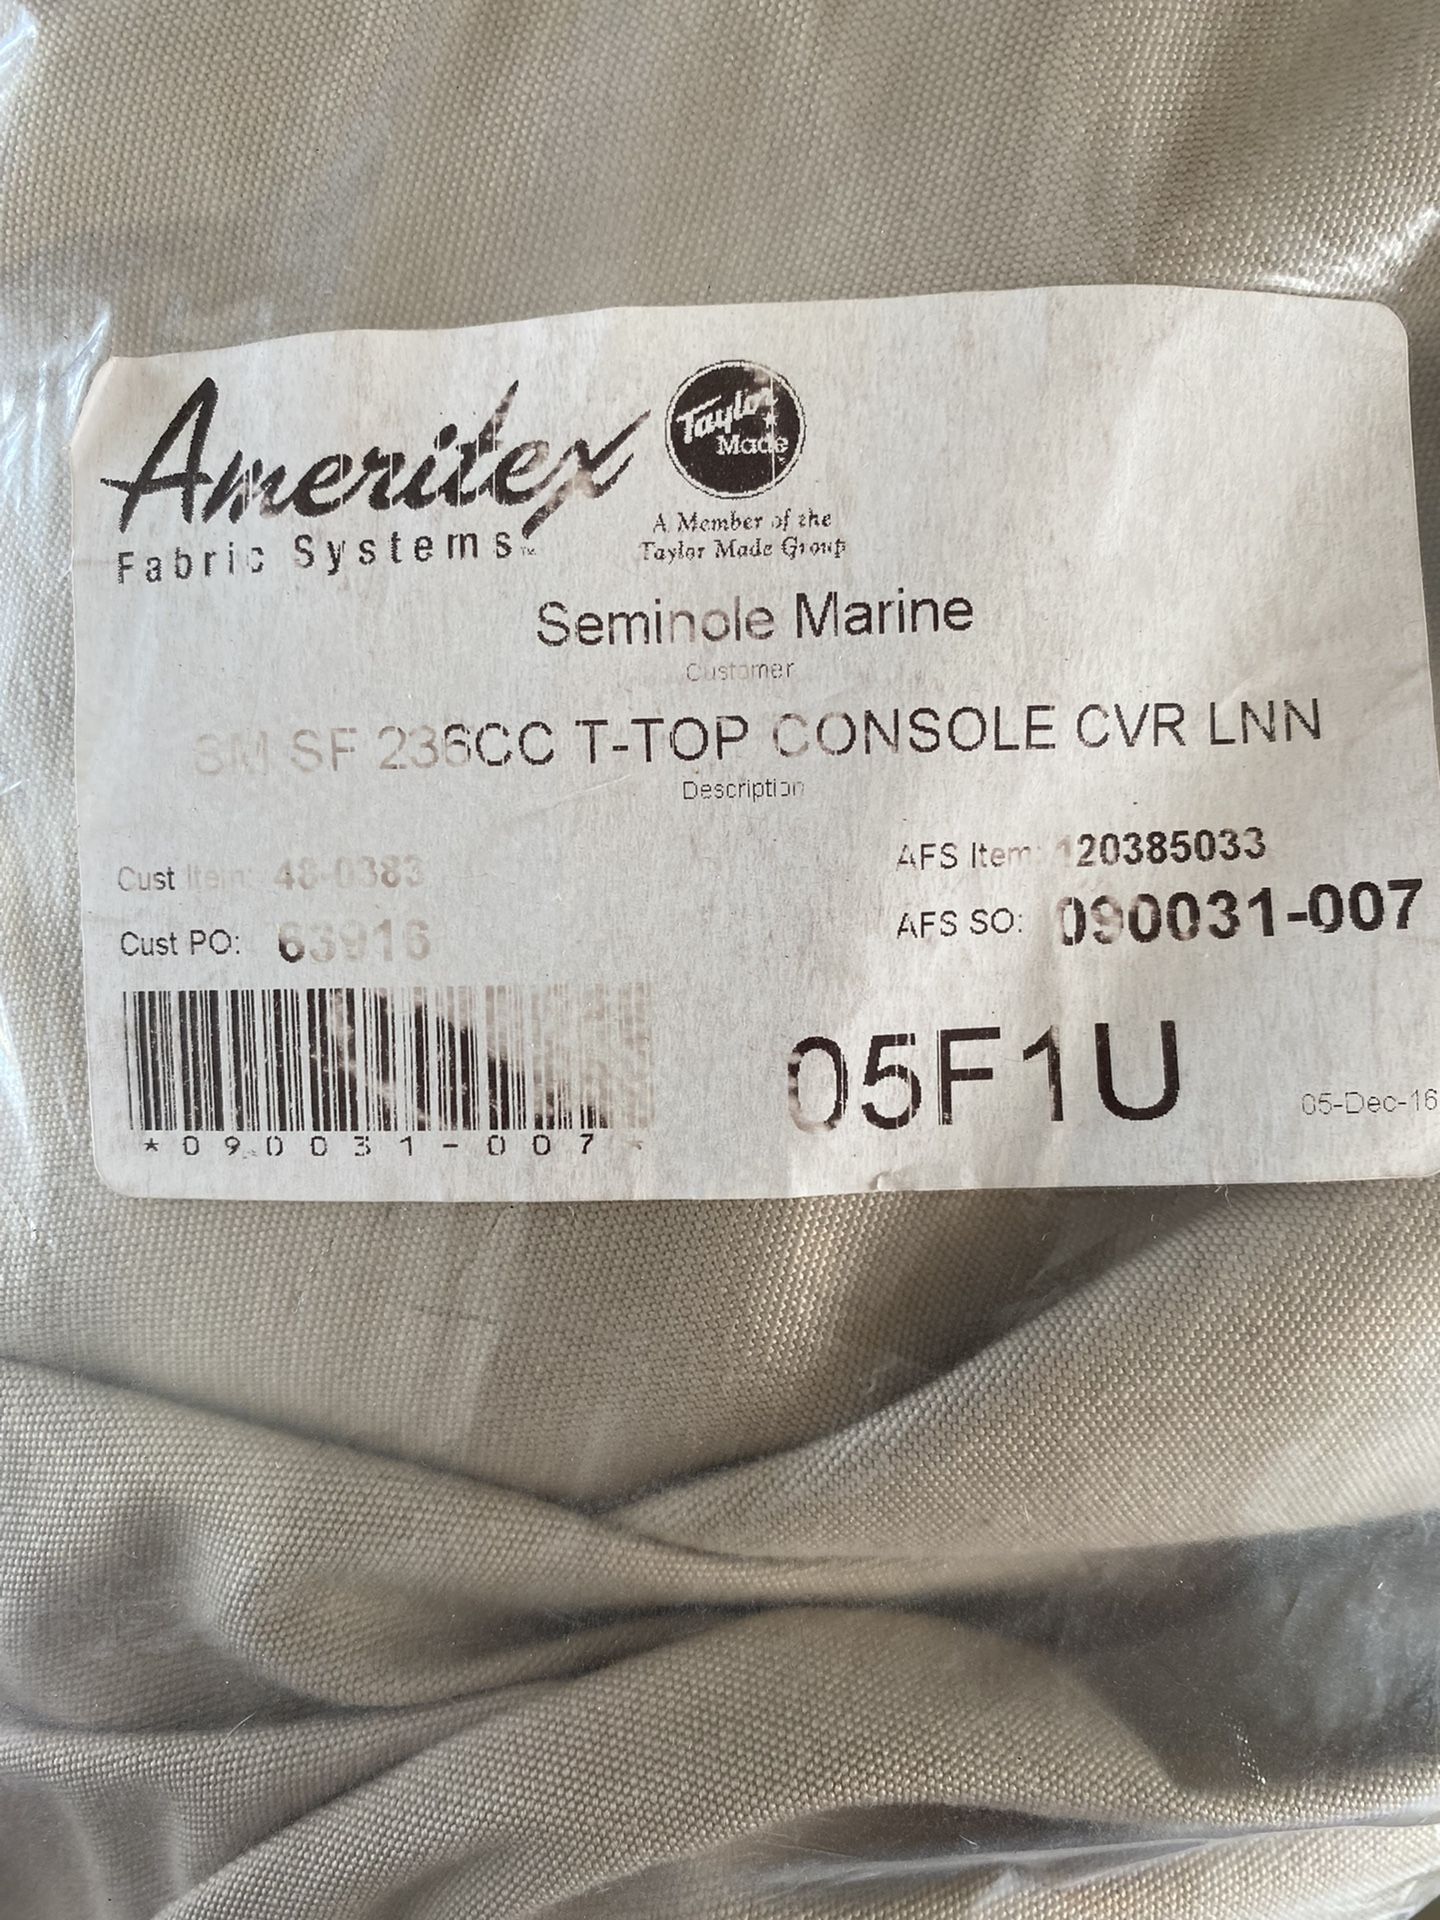 Ameritex
Fabric Systems™
Taylor
Made
A Member of the
Taylor Made Group
Seminole Marine
Customer
SM SF 236CC T-TOP CONSOLE CVR LNN
Description
Cust Item: 48-0383
AFS Item: 120385033
Cust PO: 63916
AFS SO: 090031-007
*090031-007
05F1U
05-Dec-16